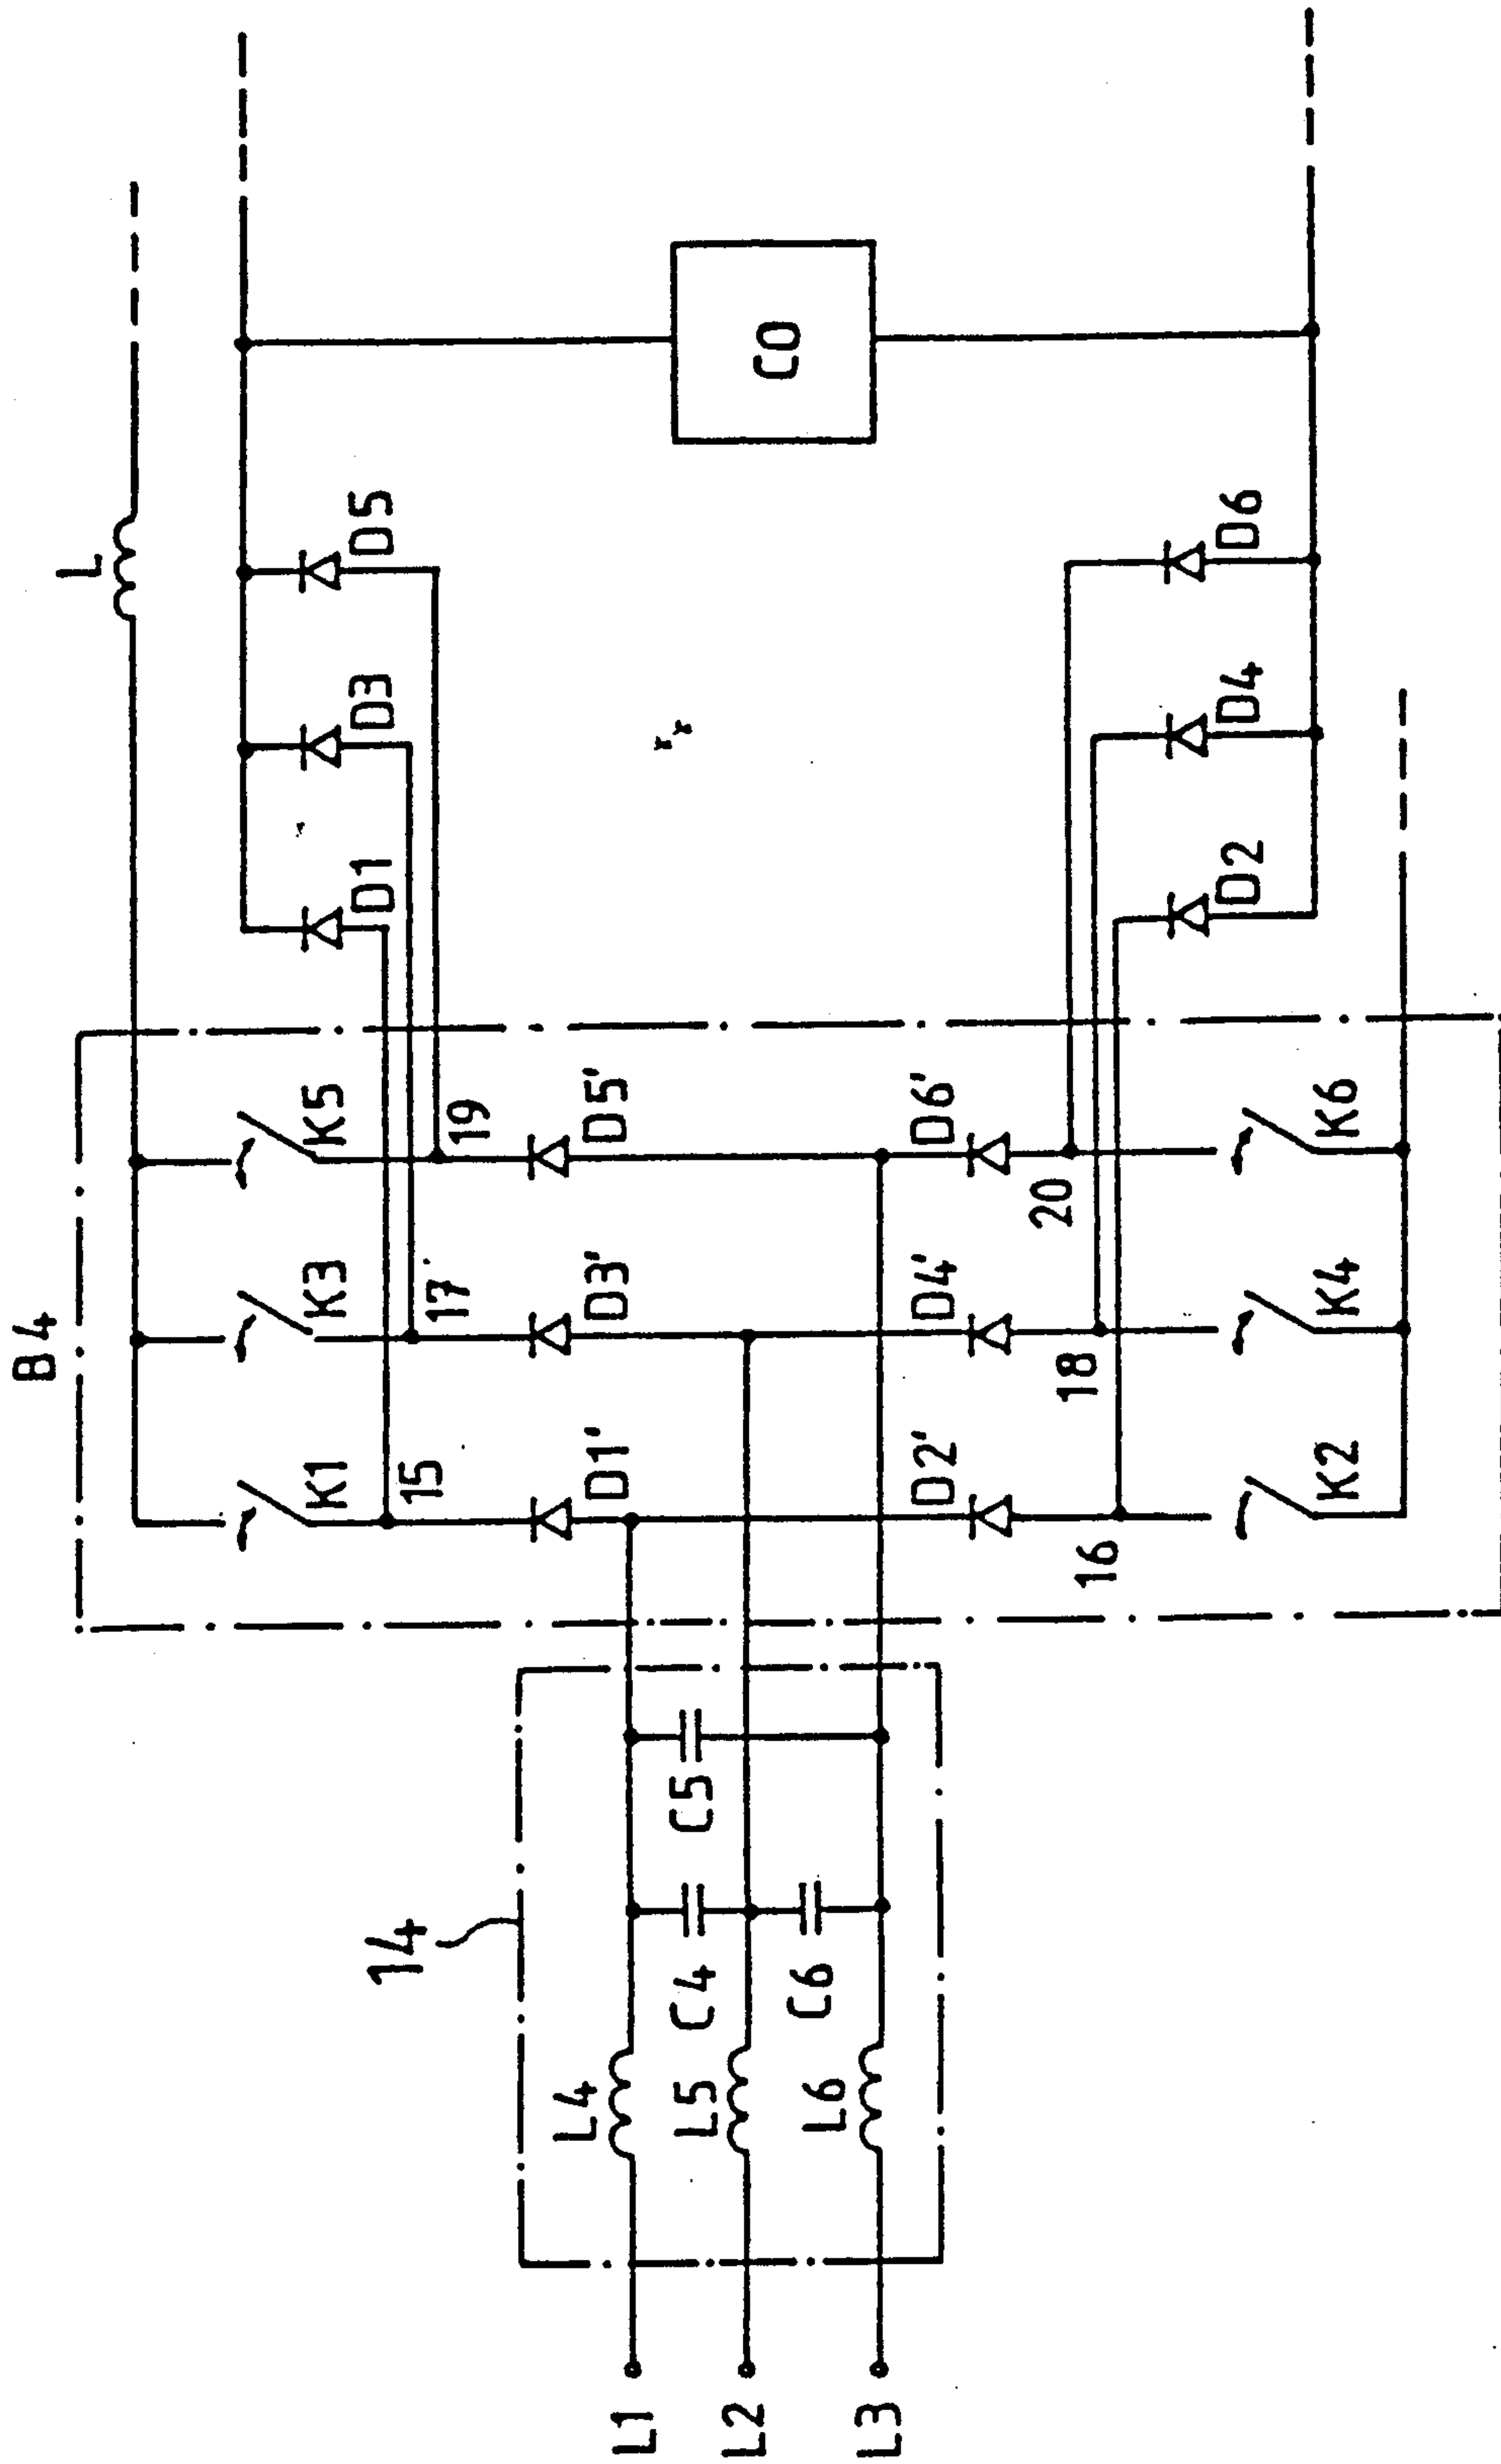 B4
L
K1
K3
K5
D1
D3
D5
15
17
19
D1'
D3'
D5'
14
L4
C4
C5
L1
L2
L5
L3
L6
C6
CO
D2'
D4'
D6'
16
18
20
D2
D4
D6
K2
K4
K6